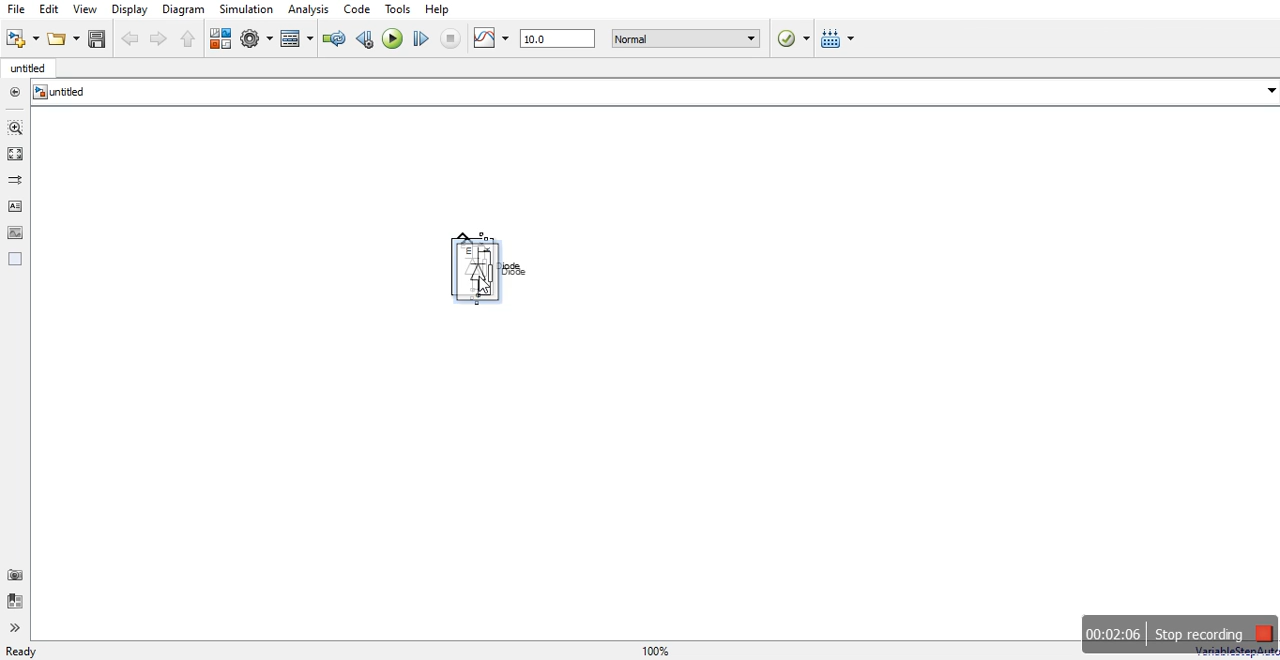 File Edit View Display Diagram Simulation Analysis Code Tools Help
10.0 Normal
untitled
untitled
Diode
Diode
00:02:06 Stop recording
Ready 100% VariableStepAuto